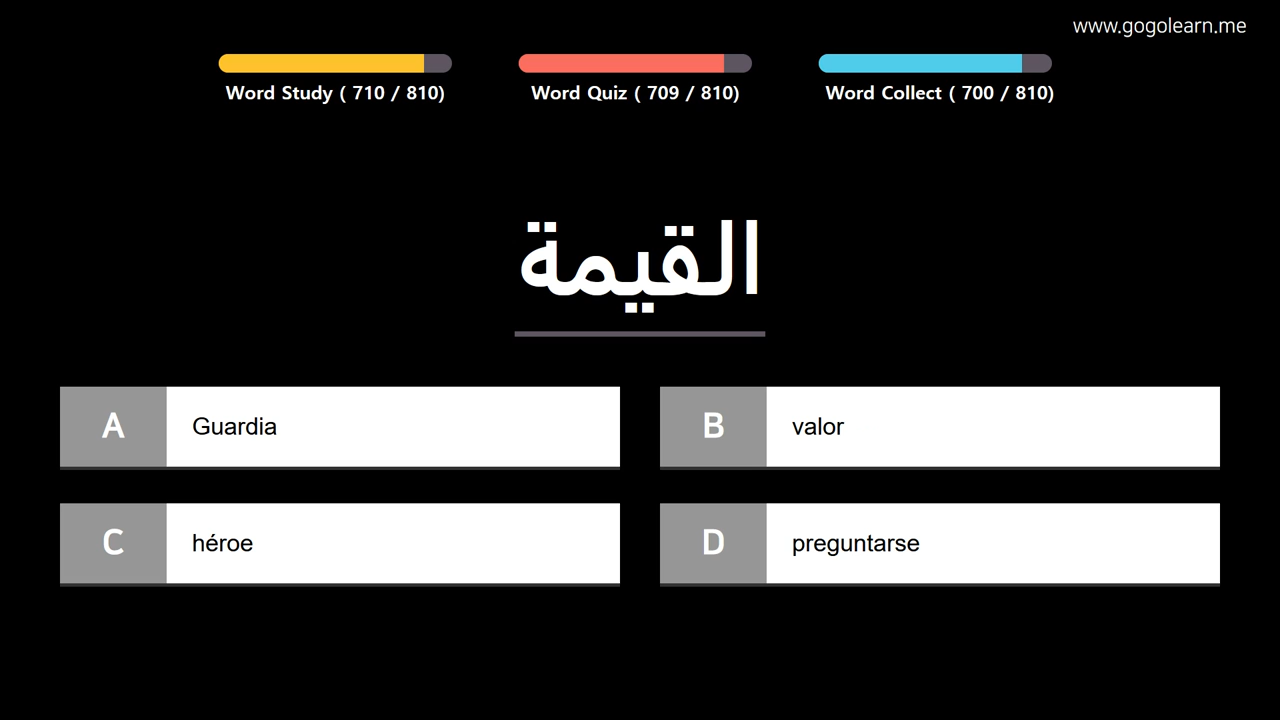 www.gogolearn.me
Word Study ( 710 / 810)
Word Quiz ( 709 / 810)
Word Collect ( 700 / 810)
القيمة
A
Guardia
B
valor
C
héroe
D
preguntarse